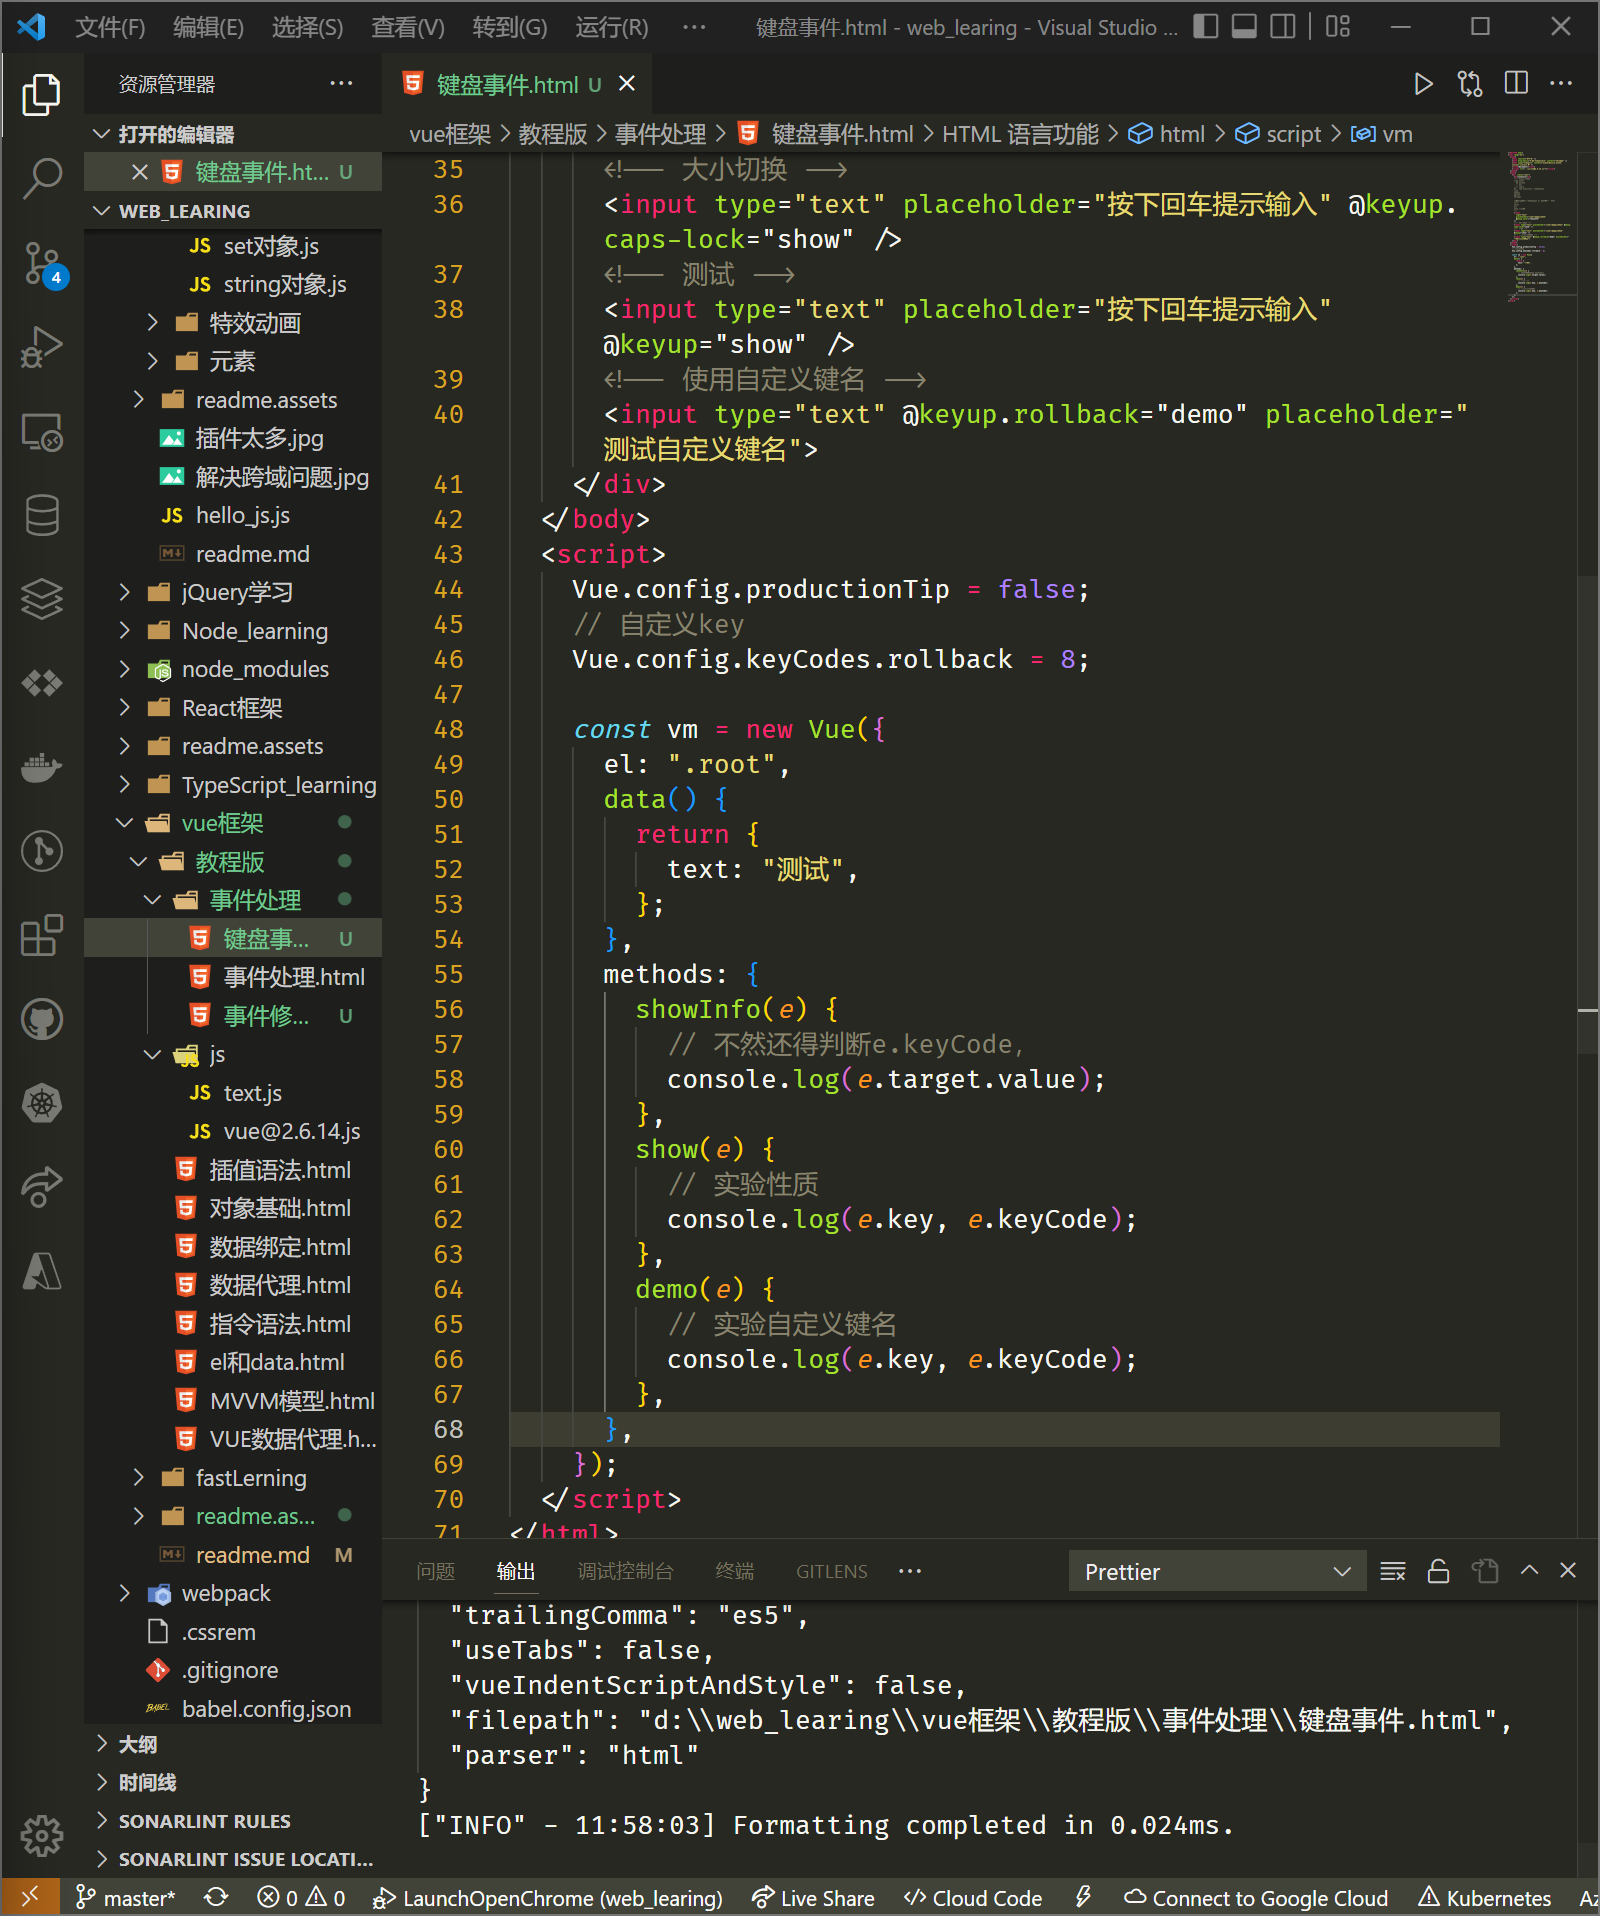 文件(F) 编辑(E) 选择(S) 查看(V) 转到(G) 运行(R) ··· 键盘事件.html - web_learing - Visual Studio ...
资源管理器 ···
键盘事件.html U
打开的编辑器
键盘事件.ht... U
WEB_LEARING
JS set对象.js
JS string对象.js
特效动画
元素
readme.assets
插件太多.jpg
解决跨域问题.jpg
JS hello_js.js
readme.md
jQuery学习
Node_learning
node_modules
React框架
readme.assets
TypeScript_learning
vue框架
教程版
事件处理
键盘事... U
事件处理.html
事件修... U
js
JS text.js
JS vue@2.6.14.js
插值语法.html
对象基础.html
数据绑定.html
数据代理.html
指令语法.html
el和data.html
MVVM模型.html
VUE数据代理.h...
fastLerning
readme.as...
readme.md M
webpack
.cssrem
.gitignore
BABEL babel.config.json
大纲
时间线
SONARLINT RULES
SONARLINT ISSUE LOCATI...
4
vue框架 > 教程版 > 事件处理 > 键盘事件.html > HTML 语言功能 > html > script > vm
35 <!-- 大小切换 -->
36 <input type="text" placeholder="按下回车提示输入" @keyup.
caps-lock="show" />
37 <!-- 测试 -->
38 <input type="text" placeholder="按下回车提示输入"
@keyup="show" />
39 <!-- 使用自定义键名 -->
40 <input type="text" @keyup.rollback="demo" placeholder="
测试自定义键名">
41 </div>
42 </body>
43 <script>
44 Vue.config.productionTip = false;
45 // 自定义key
46 Vue.config.keyCodes.rollback = 8;
47
48 const vm = new Vue({
49 el: ".root",
50 data() {
51 return {
52 text: "测试",
53 };
54 },
55 methods: {
56 showInfo(e) {
57 // 不然还得判断e.keyCode,
58 console.log(e.target.value);
59 },
60 show(e) {
61 // 实验性质
62 console.log(e.key, e.keyCode);
63 },
64 demo(e) {
65 // 实验自定义键名
66 console.log(e.key, e.keyCode);
67 },
68 },
69 });
70 </script>
71 </html>
问题 输出 调试控制台 终端 GITLENS ··· Prettier
"trailingComma": "es5",
"useTabs": false,
"vueIndentScriptAndStyle": false,
"filepath": "d:\\web_learing\\vue框架\\教程版\\事件处理\\键盘事件.html",
"parser": "html"
}
["INFO" - 11:58:03] Formatting completed in 0.024ms.
master* 0 0 LaunchOpenChrome (web_learing) Live Share Cloud Code Connect to Google Cloud Kubernetes Az